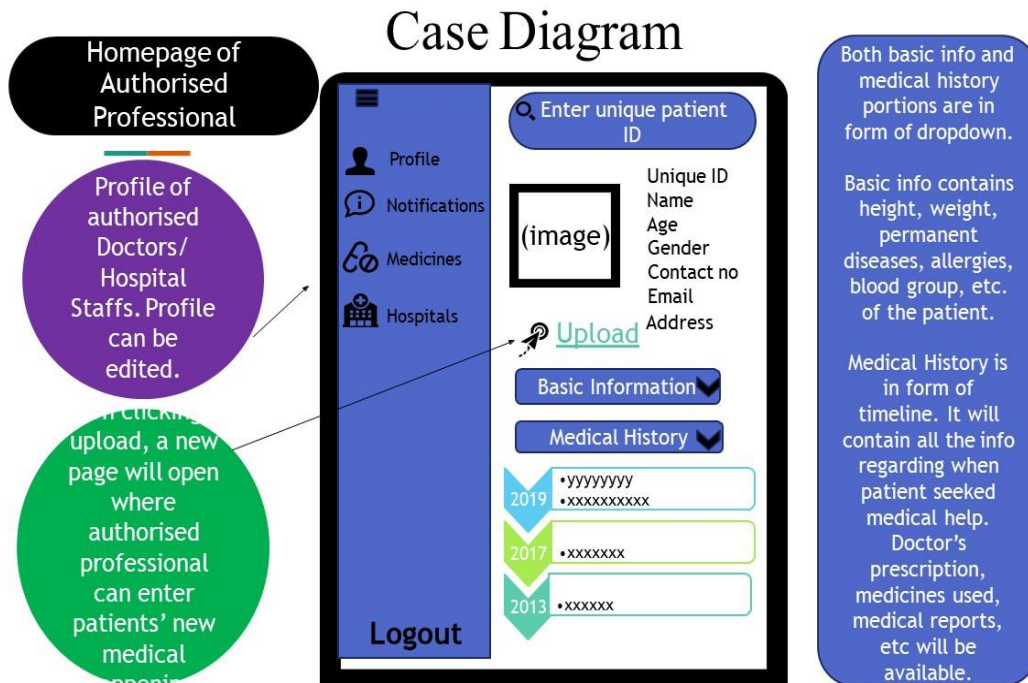 Case Diagram
Homepage of
Authorised
Professional
Profile of
authorised
Doctors/
Hospital
Staffs. Profile
can be
edited.
clicking
upload, a new
page will open
where
authorised
professional
can enter
patients’ new
medical
Profile
Notifications
Medicines
Hospitals
Logout
Enter unique patient
ID
(image)
Unique ID
Name
Age
Gender
Contact no
Email
Address
Upload
Basic Information
Medical History
2019
•yyyyyyyy
•xxxxxxxxxx
2017
•xxxxxxx
2013
•xxxxxx
Both basic info and
medical history
portions are in
form of dropdown.
Basic info contains
height, weight,
permanent
diseases, allergies,
blood group, etc.
of the patient.
Medical History is
in form of
timeline. It will
contain all the info
regarding when
patient seeked
medical help.
Doctor’s
prescription,
medicines used,
medical reports,
etc will be
available.